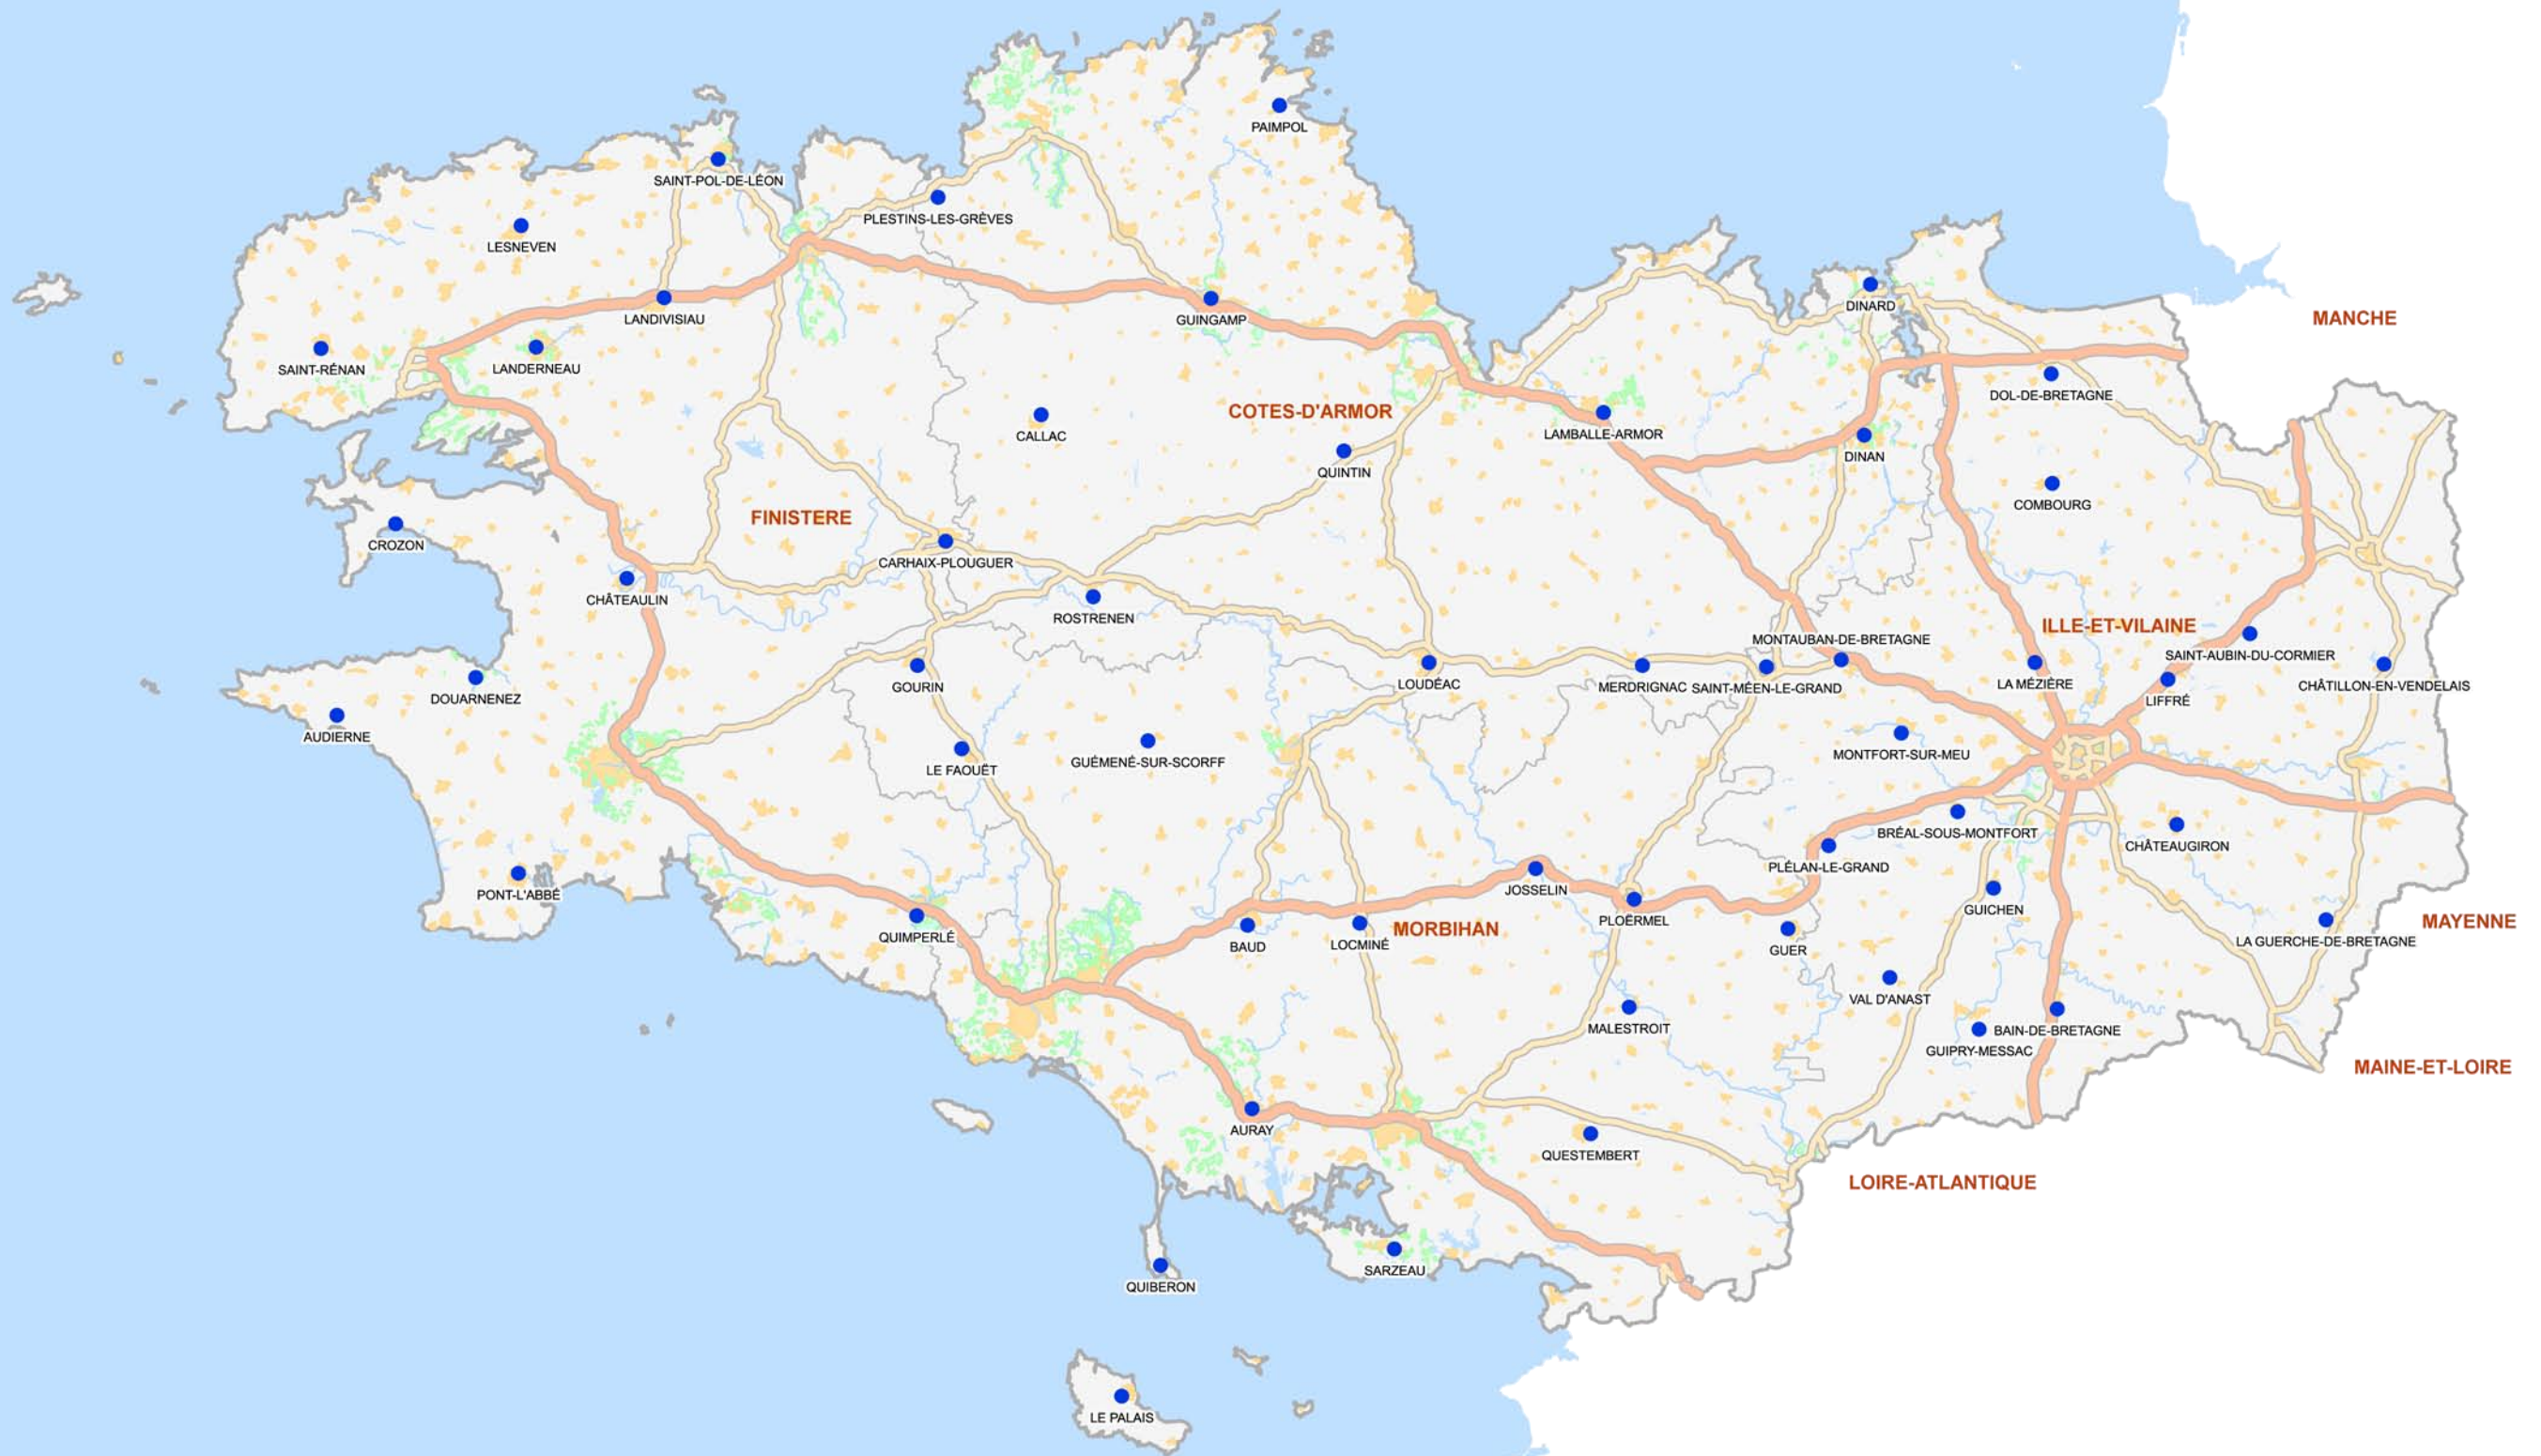 PAIMPOL
SAINT-POL-DE-LÉON
PLESTINS-LES-GRÈVES
LESNEVEN
DINARD
LANDIVISIAU
GUINGAMP
MANCHE
SAINT-RÉNAN
LANDERNEAU
DOL-DE-BRETAGNE
COTES-D'ARMOR
CALLAC
LAMBALLE-ARMOR
DINAN
QUINTIN
COMBOURG
FINISTERE
CROZON
CARHAIX-PLOUGUER
CHÂTEAULIN
ROSTRENEN
ILLE-ET-VILAINE
MONTAUBAN-DE-BRETAGNE
SAINT-AUBIN-DU-CORMIER
GOURIN
LOUDÉAC
MERDRIGNAC
SAINT-MÉEN-LE-GRAND
LA MÉZIÈRE
CHÂTILLON-EN-VENDELAIS
DOUARNENEZ
LIFFRÉ
AUDIERNE
MONTFORT-SUR-MEU
LE FAOUËT
GUÉMENÉ-SUR-SCORFF
BRÉAL-SOUS-MONTFORT
CHÂTEAUGIRON
PLÉLAN-LE-GRAND
PONT-L'ABBÉ
JOSSELIN
GUICHEN
PLOËRMEL
MORBIHAN
MAYENNE
QUIMPERLÉ
BAUD
LOCMINÉ
GUER
LA GUERCHE-DE-BRETAGNE
VAL D'ANAST
MALESTROIT
BAIN-DE-BRETAGNE
GUIPRY-MESSAC
MAINE-ET-LOIRE
AURAY
QUESTEMBERT
LOIRE-ATLANTIQUE
SARZEAU
QUIBERON
LE PALAIS